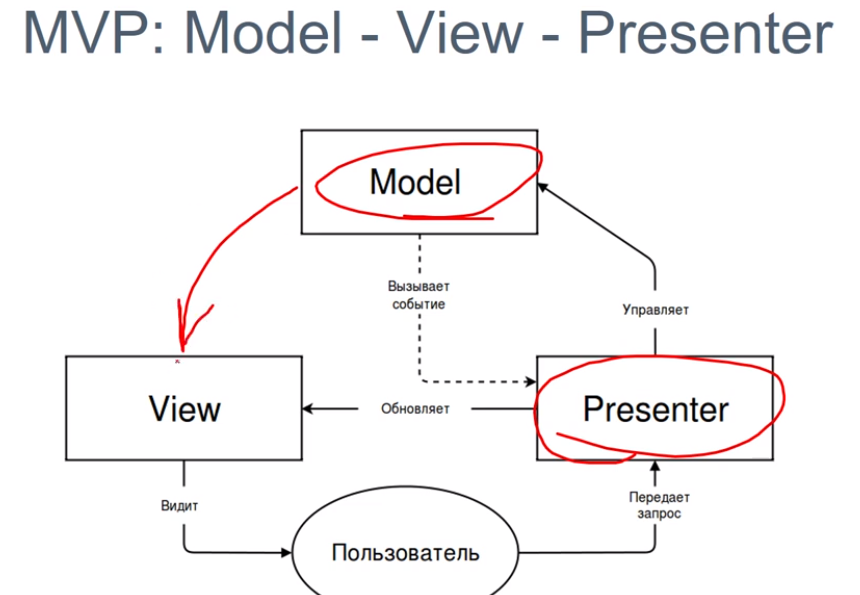 MVP: Model - View - Presenter
Model
Вызывает
событие
Управляет
View
Обновляет
Presenter
Видит
Передает
запрос
Пользователь